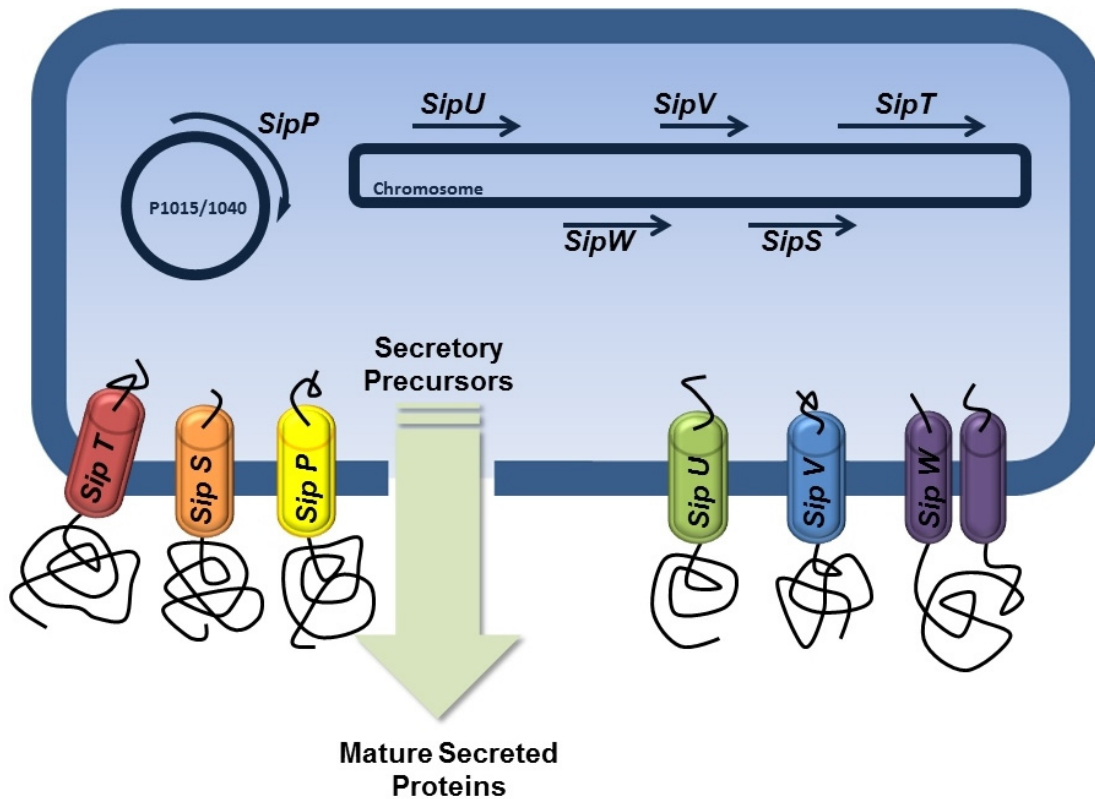 SipU
SipV
SipT
SipP
P1015/1040
Chromosome
SipW
SipS
Secretory
Precursors
Sip T
Sip S
Sip P
Sip U
Sip V
Sip W
Mature Secreted
Proteins